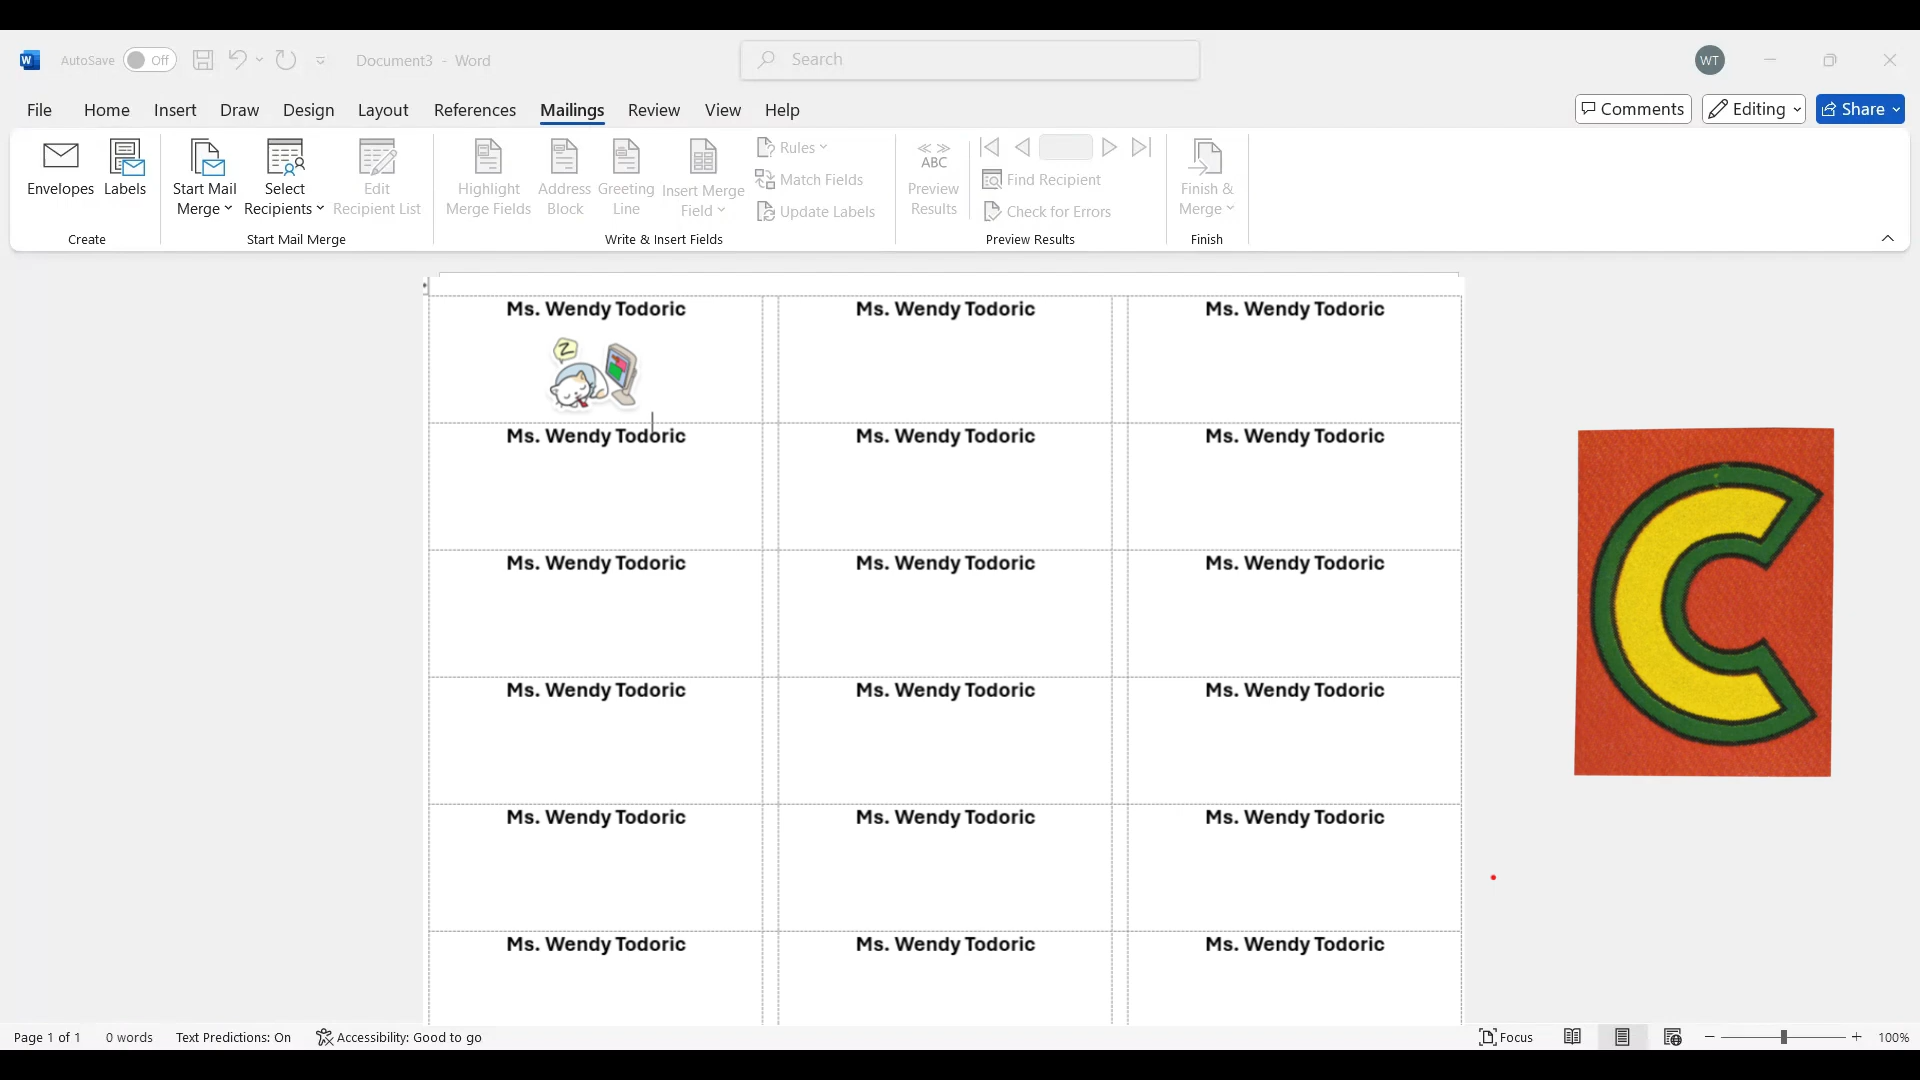 W
AutoSave Off
Document3 - Word
Search
WT
File Home Insert Draw Design Layout References Mailings Review View Help
Comments Editing Share
Envelopes
Labels
Create
Start Mail
Merge
Select
Recipients
Edit
Recipient List
Start Mail Merge
Highlight
Merge Fields
Address
Block
Greeting
Line
Insert Merge
Field
Rules
Match Fields
Update Labels
Write & Insert Fields
ABC
Preview
Results
Find Recipient
Check for Errors
Preview Results
Finish &
Merge
Finish
Ms. Wendy Todoric Ms. Wendy Todoric Ms. Wendy Todoric
Z
Ms. Wendy Todoric Ms. Wendy Todoric Ms. Wendy Todoric
Ms. Wendy Todoric Ms. Wendy Todoric Ms. Wendy Todoric
Ms. Wendy Todoric Ms. Wendy Todoric Ms. Wendy Todoric
Ms. Wendy Todoric Ms. Wendy Todoric Ms. Wendy Todoric
Ms. Wendy Todoric Ms. Wendy Todoric Ms. Wendy Todoric
C
Page 1 of 1 0 words Text Predictions: On Accessibility: Good to go Focus 100%